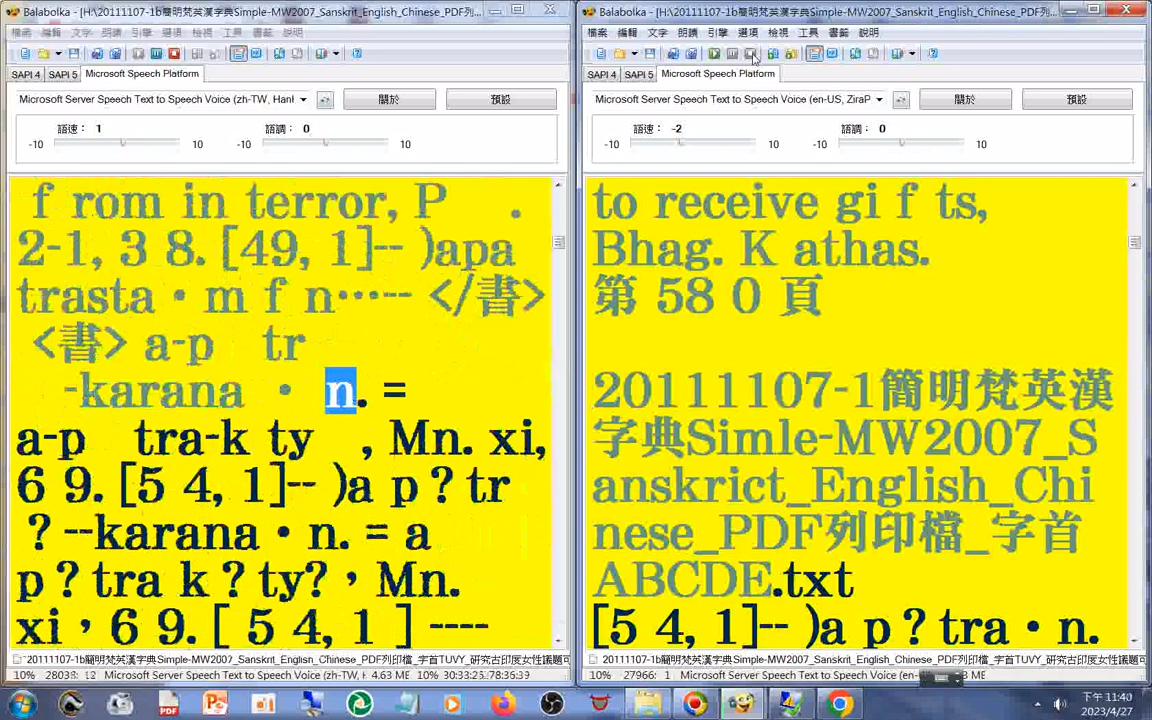 Balabolka - [H:\20111107-1b簡明梵英漢字典Simple-MW2007_Sanskrit_English_Chinese_PDF列...
檔案 編輯 文字 朗讀 引擎 選項 檢視 工具 書籤 說明
SAPI 4 SAPI 5 Microsoft Speech Platform
Microsoft Server Speech Text to Speech Voice (zh-TW, HanH
關於 預設
語速： 1 語調： 0
-10 10 -10 10
f rom in terror, P .
2-1, 3 8. [49, 1]-- )apa
trasta・m f n…-- </書>
<書> a-p tr
-karana ・ n. =
a-p tra-k ty , Mn. xi,
6 9. [5 4, 1]-- )a p？tr
？--karana・n. = a
p？tra k？ty?，Mn.
xi，6 9. [ 5 4, 1 ] ----
20111107-1b簡明梵英漢字典Simple-MW2007_Sanskrit_English_Chinese_PDF列印檔_字首TUVY_研究古印度女性議題可
10% 28038: 12 Microsoft Server Speech Text to Speech Voice (zh-TW, H 4.63 ME 30:33:25.78:36:39
Balabolka - [H:\20111107-1b簡明梵英漢字典Simple-MW2007_Sanskrit_English_Chinese_PDF列...
檔案 編輯 文字 朗讀 引擎 選項 檢視 工具 書籤 說明
SAPI 4 SAPI 5 Microsoft Speech Platform
Microsoft Server Speech Text to Speech Voice (en-US, ZiraP
關於 預設
語速： -2 語調： 0
-10 10 -10 10
to receive gi f ts,
Bhag. K athas.
第 58 0 頁
20111107-1簡明梵英漢
字典Simle-MW2007_S
anskrict_English_Chi
nese_PDF列印檔_字首
ABCDE.txt
[5 4, 1]-- )a p？tra・n.
20111107-1b簡明梵英漢字典Simple-MW2007_Sanskrit_English_Chinese_PDF列印檔_字首TUVY_研究古印度女性議題可
10% 27966: 1 Microsoft Server Speech Text to Speech Voice (en-US, ME
PDF
下午 11:40
2023/4/27